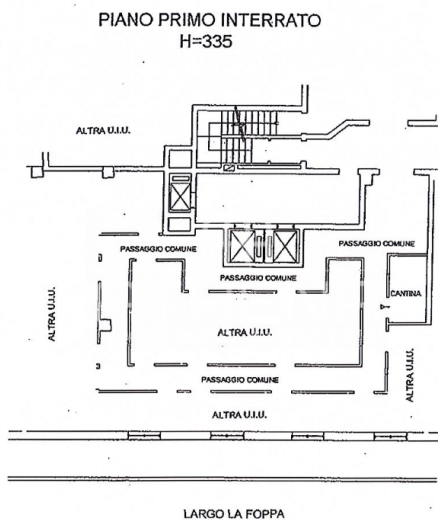 PIANO PRIMO INTERRATO
H=335
ALTRA U.I.U.
PASSAGGIO COMUNE
PASSAGGIO COMUNE
PASSAGGIO COMUNE
CANTINA
ALTRA U.I.U.
ALTRA U.I.U.
ALTRA U.I.U.
PASSAGGIO COMUNE
ALTRA U.I.U.
LARGO LA FOPPA